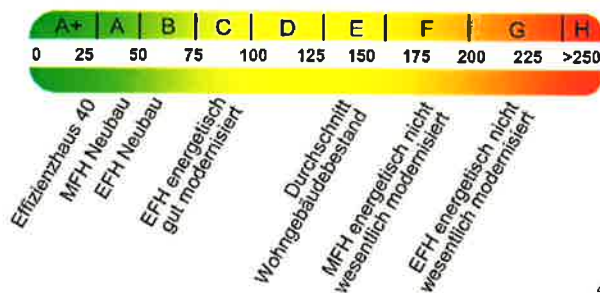 A+ A B C D E F G H
0 25 50 75 100 125 150 175 200 225 >250
Effizienzhaus 40
MFH Neubau
EFH Neubau
EFH energetisch
gut modernisiert
Durchschnitt
Wohngebäudebestand
MFH energetisch nicht
wesentlich modernisiert
EFH energetisch nicht
wesentlich modernisiert